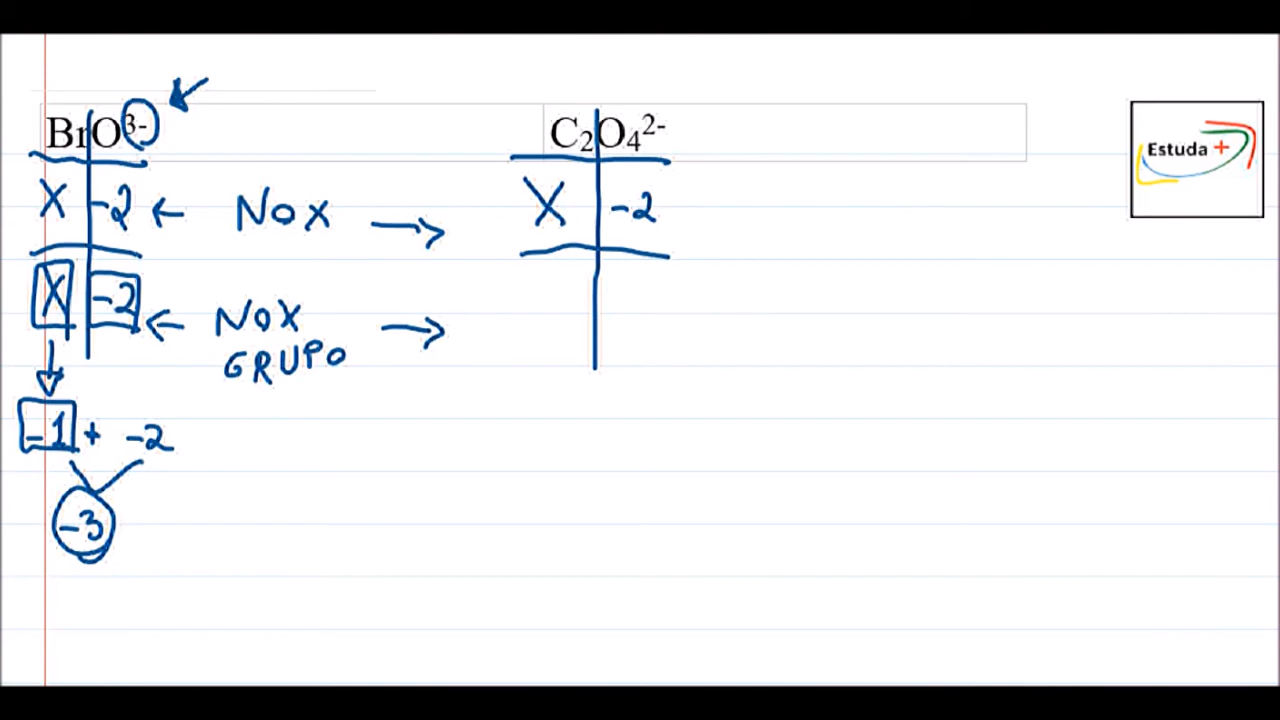 BrO³⁻ C₂O₄²⁻
Estuda +
X -2 ← NOX → X -2
X -2 ← NOX →
GRUPO
-1 + -2
-3